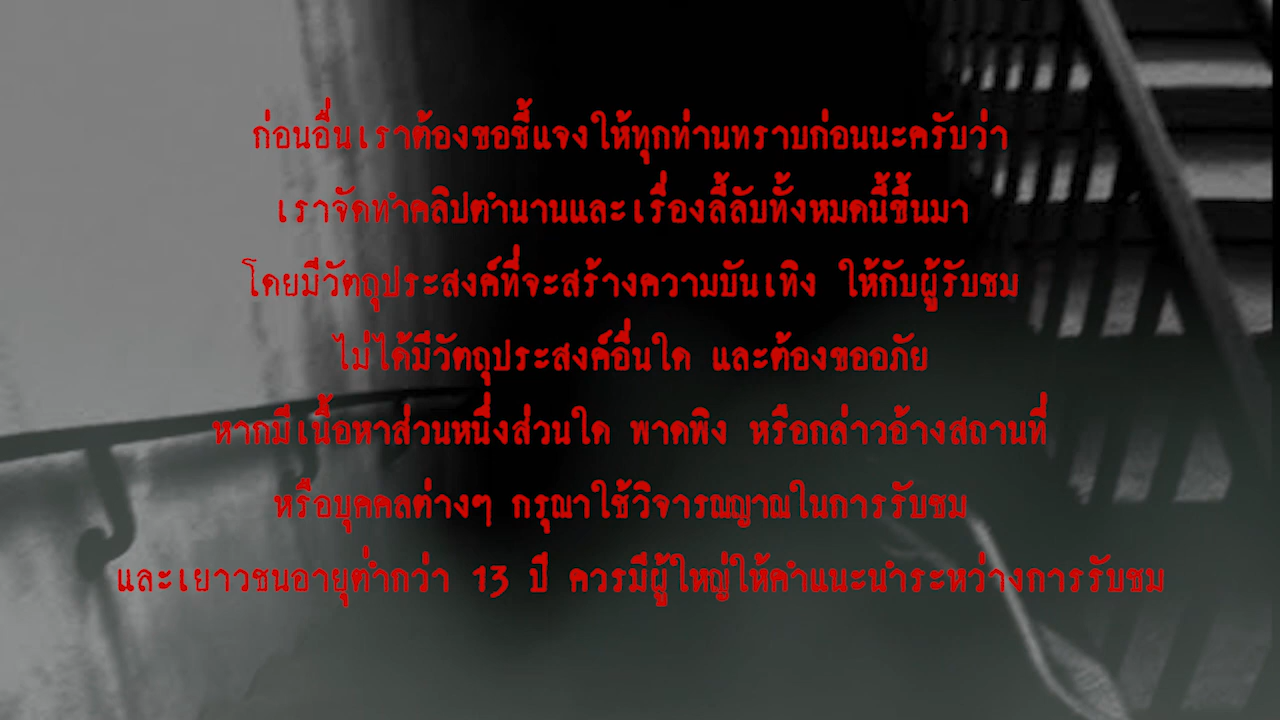 ก่อนอื่นเราต้องขอชี้แจงให้ทุกท่านทราบก่อนนะครับว่า
เราจัดทำคลิปตำนานและเรื่องลี้ลับทั้งหมดนี้ขึ้นมา
โดยมีวัตถุประสงค์ที่จะสร้างความบันเทิง ให้กับผู้รับชม
ไม่ได้มีวัตถุประสงค์อื่นใด และต้องขออภัย
หากมีเนื้อหาส่วนหนึ่งส่วนใด พาดพิง หรือกล่าวอ้างสถานที่
หรือบุคคลต่างๆ กรุณาใช้วิจารณญาณในการรับชม
และเยาวชนอายุต่ำกว่า 13 ปี ควรมีผู้ใหญ่ให้คำแนะนำระหว่างการรับชม